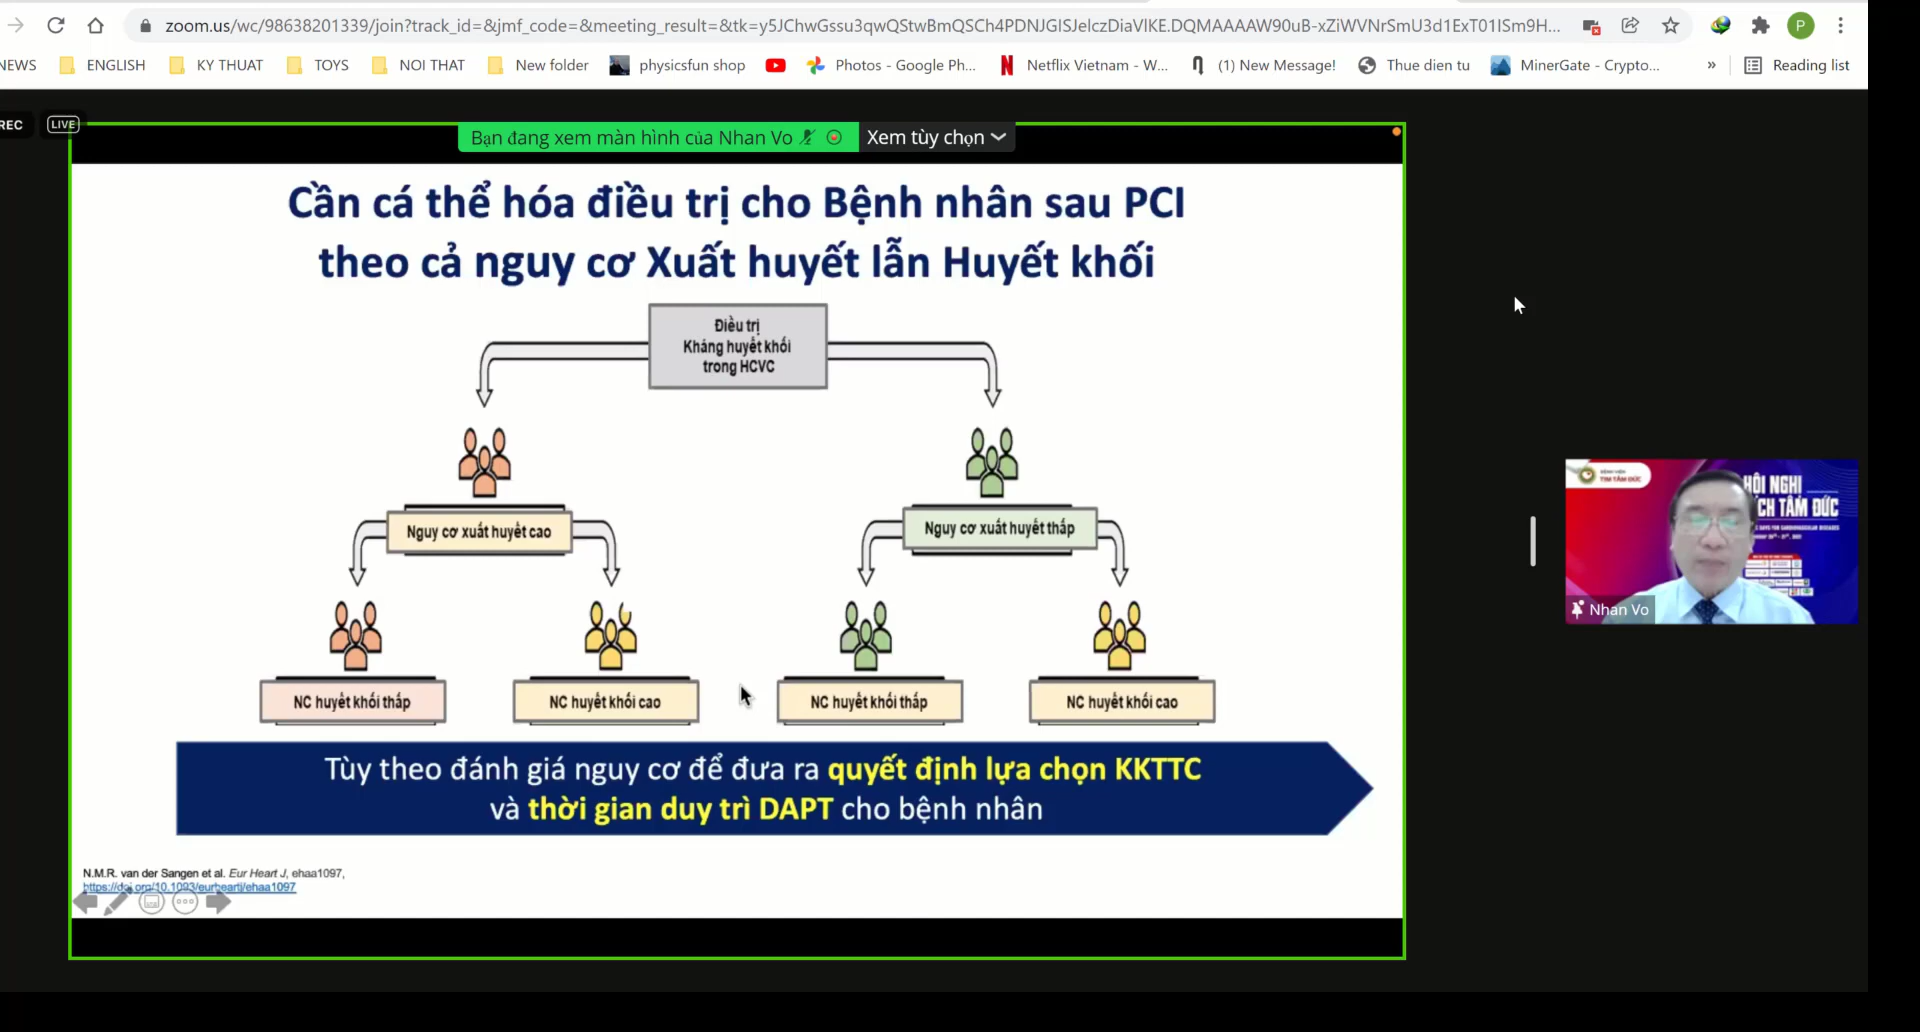 zoom.us/wc/98638201339/join?track_id=&jmf_code=&meeting_result=&tk=y5JChwGssu3qwQStwBmQSCh4PDNJGISJelczDiaVIKE.DQMAAAAW90uB-xZiWVNrSmU3d1ExT01ISm9H...
P
NEWS ENGLISH KY THUAT TOYS NOI THAT New folder physicsfun shop Photos - Google Ph... Netflix Vietnam - W... (1) New Message! Thue dien tu MinerGate - Crypto... » Reading list
REC LIVE
Bạn đang xem màn hình của Nhan Vo Xem tùy chọn
Cần cá thể hóa điều trị cho Bệnh nhân sau PCI
theo cả nguy cơ Xuất huyết lẫn Huyết khối
Điều trị
Kháng huyết khối
trong HCVC
Nguy cơ xuất huyết cao
Nguy cơ xuất huyết thấp
NC huyết khối thấp
NC huyết khối cao
NC huyết khối thấp
NC huyết khối cao
Tùy theo đánh giá nguy cơ để đưa ra quyết định lựa chọn KKTTC
và thời gian duy trì DAPT cho bệnh nhân
N.M.R. van der Sangen et al. Eur Heart J, ehaa1097,
https://doi.org/10.1093/eurheartj/ehaa1097
BỆNH VIỆN
TIM TÂM ĐỨC
HỘI NGHỊ
CH TÂM ĐỨC
Nhan Vo